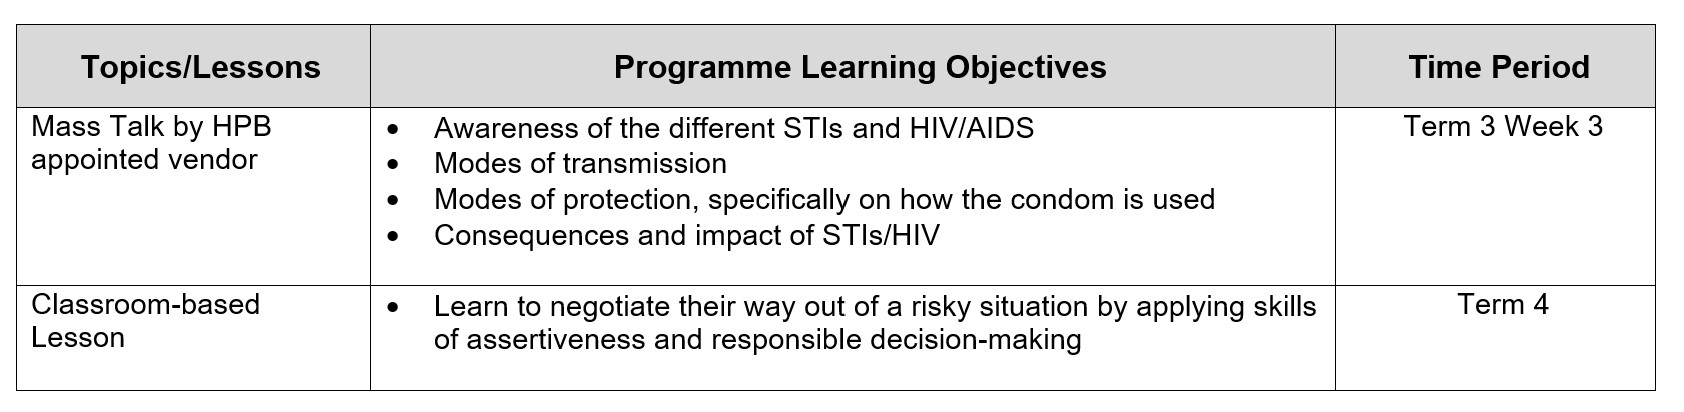 Topics/Lessons
Programme Learning Objectives
Time Period
Mass Talk by HPB
appointed vendor
• Awareness of the different STIs and HIV/AIDS
• Modes of transmission
• Modes of protection, specifically on how the condom is used
• Consequences and impact of STIs/HIV
Term 3 Week 3
Classroom-based
Lesson
• Learn to negotiate their way out of a risky situation by applying skills
of assertiveness and responsible decision-making
Term 4